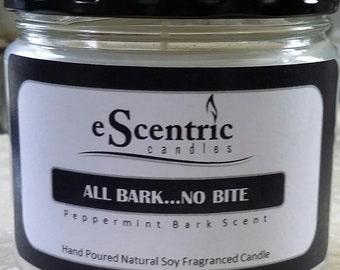 eScentric
candles
ALL BARK...NO BITE
Peppermint Bark Scent
Hand Poured Natural Soy Fragranced Candle